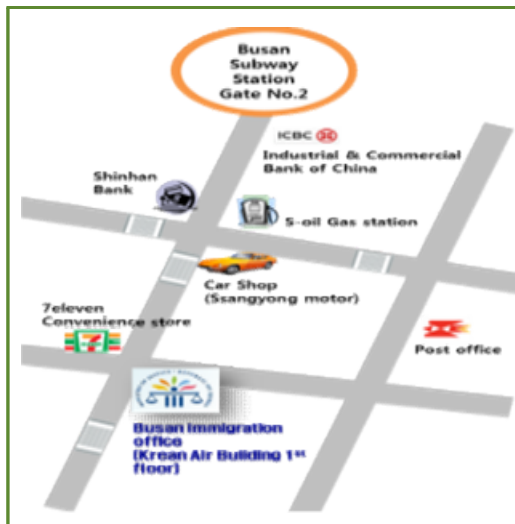 Busan
Subway
Station
Gate No.2
ICBC
Industrial & Commercial
Bank of China
Shinhan
Bank
S-oil Gas station
Car Shop
(Ssangyong motor)
7eleven
Convenience store
7
Post office
Busan Immigration
office
(Krean Air Building 1st
floor)